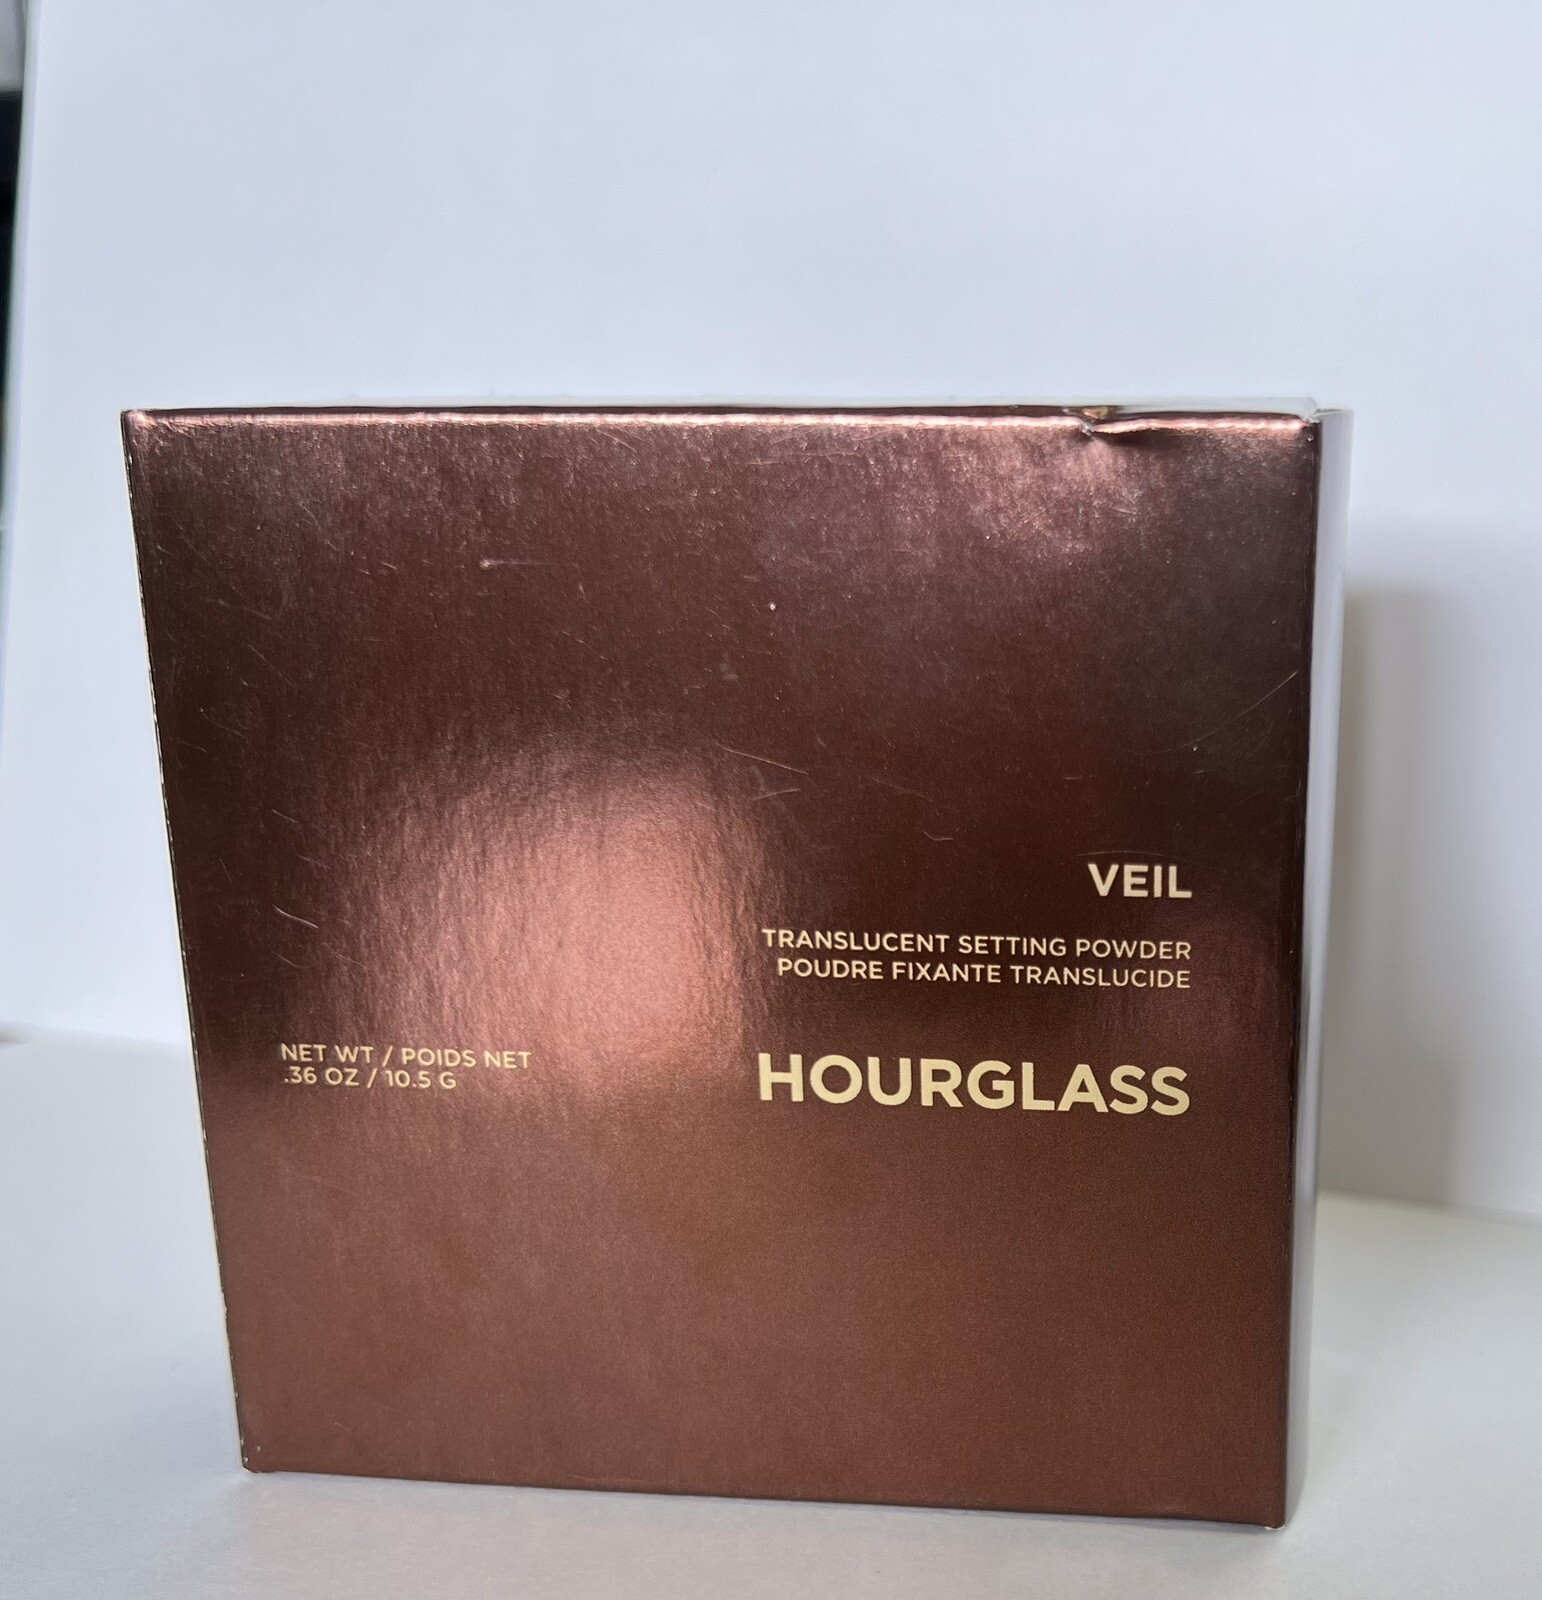 VEIL
TRANSLUCENT SETTING POWDER
POUDRE FIXANTE TRANSLUCIDE
NET WT / POIDS NET
.36 OZ / 10.5 G
HOURGLASS